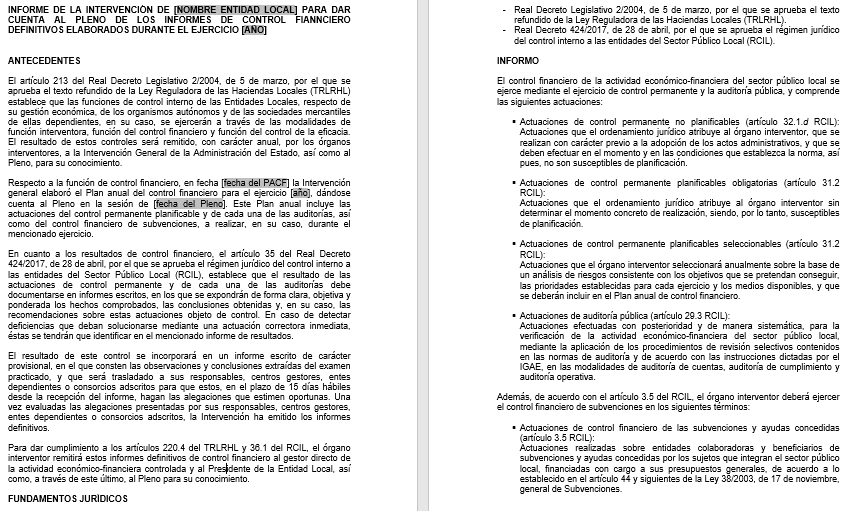 INFORME DE LA INTERVENCIÓN DE [NOMBRE ENTIDAD LOCAL] PARA DAR
CUENTA AL PLENO DE LOS INFORMES DE CONTROL FIANNCIERO
DEFINITIVOS ELABORADOS DURANTE EL EJERCICIO [AÑO]
ANTECEDENTES
El artículo 213 del Real Decreto Legislativo 2/2004, de 5 de marzo, por el que se
aprueba el texto refundido de la Ley Reguladora de las Haciendas Locales (TRLRHL)
establece que las funciones de control interno de las Entidades Locales, respecto de
su gestión económica, de los organismos autónomos y de las sociedades mercantiles
de ellas dependientes, en su caso, se ejercerán a través de las modalidades de
función interventora, función del control financiero y función del control de la eficacia.
El resultado de estos controles será remitido, con carácter anual, por los órganos
interventores, a la Intervención General de la Administración del Estado, así como al
Pleno, para su conocimiento.
Respecto a la función de control financiero, en fecha [fecha del PACF] la Intervención
general elaboró el Plan anual del control financiero para el ejercicio [año], dándose
cuenta al Pleno en la sesión de [fecha del Pleno]. Este Plan anual incluye las
actuaciones del control permanente planificable y de cada una de las auditorías, así
como del control financiero de subvenciones, a realizar, en su caso, durante el
mencionado ejercicio.
En cuanto a los resultados de control financiero, el artículo 35 del Real Decreto
424/2017, de 28 de abril, por el que se aprueba el régimen jurídico del control interno a
las entidades del Sector Público Local (RCIL), establece que el resultado de las
actuaciones de control permanente y de cada una de las auditorías deberá
documentarse en informes escritos, en los que se expondrán de forma clara, objetiva y
ponderada los hechos comprobados, las conclusiones obtenidas y, en su caso, las
recomendaciones sobre estas actuaciones objeto de control. En caso de detectar
deficiencias que deban solucionarse mediante una actuación correctora inmediata,
éstas se tendrán que identificar en el mencionado informe de resultados.
El resultado de este control se incorporará en un informe escrito de carácter
provisional, en el que consten las observaciones y conclusiones extraídas del examen
practicado, y que será trasladado a sus responsables, centros gestores, entes
dependientes o consorcios adscritos para que estos, en el plazo de 15 días hábiles
desde la recepción del informe, hagan las alegaciones que estimen oportunas. Una
vez evaluadas las alegaciones presentadas por sus responsables, centros gestores,
entes dependientes o consorcios adscritos, la Intervención ha emitido los informes
definitivos.
Para dar cumplimiento a los artículos 220.4 del TRLRHL y 36.1 del RCIL, el órgano
interventor remitirá estos informes definitivos de control financiero al gestor directo de
la actividad económico-financiera controlada y al Presidente de la Entidad Local, así
como, a través de este último, al Pleno para su conocimiento.
FUNDAMENTOS JURÍDICOS
- Real Decreto Legislativo 2/2004, de 5 de marzo, por el que se aprueba el texto
refundido de la Ley Reguladora de las Haciendas Locales (TRLRHL).
- Real Decreto 424/2017, de 28 de abril, por el que se aprueba el régimen jurídico
del control interno a las entidades del Sector Público Local (RCIL).
INFORMO
El control financiero de la actividad económico-financiera del sector público local se
ejerce mediante el ejercicio de control permanente y la auditoría pública, y comprende
las siguientes actuaciones:
▪ Actuaciones de control permanente no planificables (artículo 32.1.d RCIL):
Actuaciones que el ordenamiento jurídico atribuye al órgano interventor, que se
realizan con carácter previo a la adopción de los actos administrativos, y que se
deben efectuar en el momento y en las condiciones que establezca la norma, así
pues, no son susceptibles de planificación.
▪ Actuaciones de control permanente planificables obligatorias (artículo 31.2
RCIL):
Actuaciones que el ordenamiento jurídico atribuye al órgano interventor sin
determinar el momento concreto de realización, siendo, por lo tanto, susceptibles
de planificación.
▪ Actuaciones de control permanente planificables seleccionables (artículo 31.2
RCIL):
Actuaciones que el órgano interventor seleccionará anualmente sobre la base de
un análisis de riesgos consistente con los objetivos que se pretendan conseguir,
las prioridades establecidas para cada ejercicio y los medios disponibles, y que
se deberán incluir en el Plan anual de control financiero.
▪ Actuaciones de auditoría pública (artículo 29.3 RCIL):
Actuaciones efectuadas con posterioridad y de manera sistemática, para la
verificación de la actividad económico-financiera del sector público local,
mediante la aplicación de los procedimientos de revisión selectivos contenidos
en las normas de auditoría y de acuerdo con las instrucciones dictadas por el
IGAE, en las modalidades de auditoría de cuentas, auditoría de cumplimiento y
auditoría operativa.
Además, de acuerdo con el artículo 3.5 del RCIL, el órgano interventor deberá ejercer
el control financiero de subvenciones en los siguientes términos:
▪ Actuaciones de control financiero de las subvenciones y ayudas concedidas
(artículo 3.5 RCIL):
Actuaciones realizadas sobre entidades colaboradoras y beneficiarios de
subvenciones y ayudas concedidas por los sujetos que integran el sector público
local, financiadas con cargo a sus presupuestos generales, de acuerdo a lo
establecido en el artículo 44 y siguientes de la Ley 38/2003, de 17 de noviembre,
general de Subvenciones.